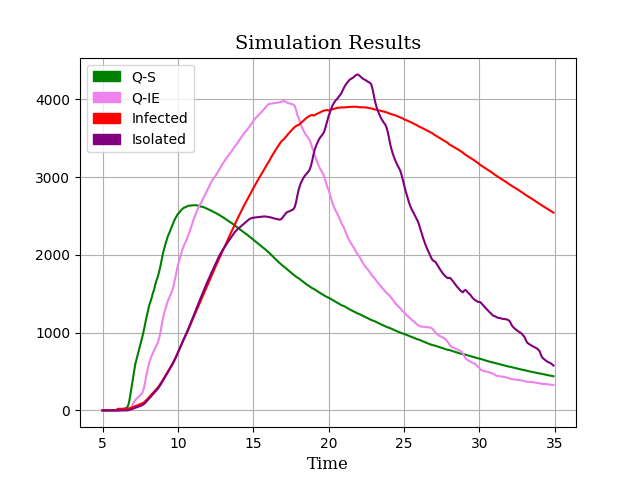 Simulation Results
Q-S
Q-IE
Infected
Isolated
4000
3000
2000
1000
0
5 10 15 20 25 30 35
Time